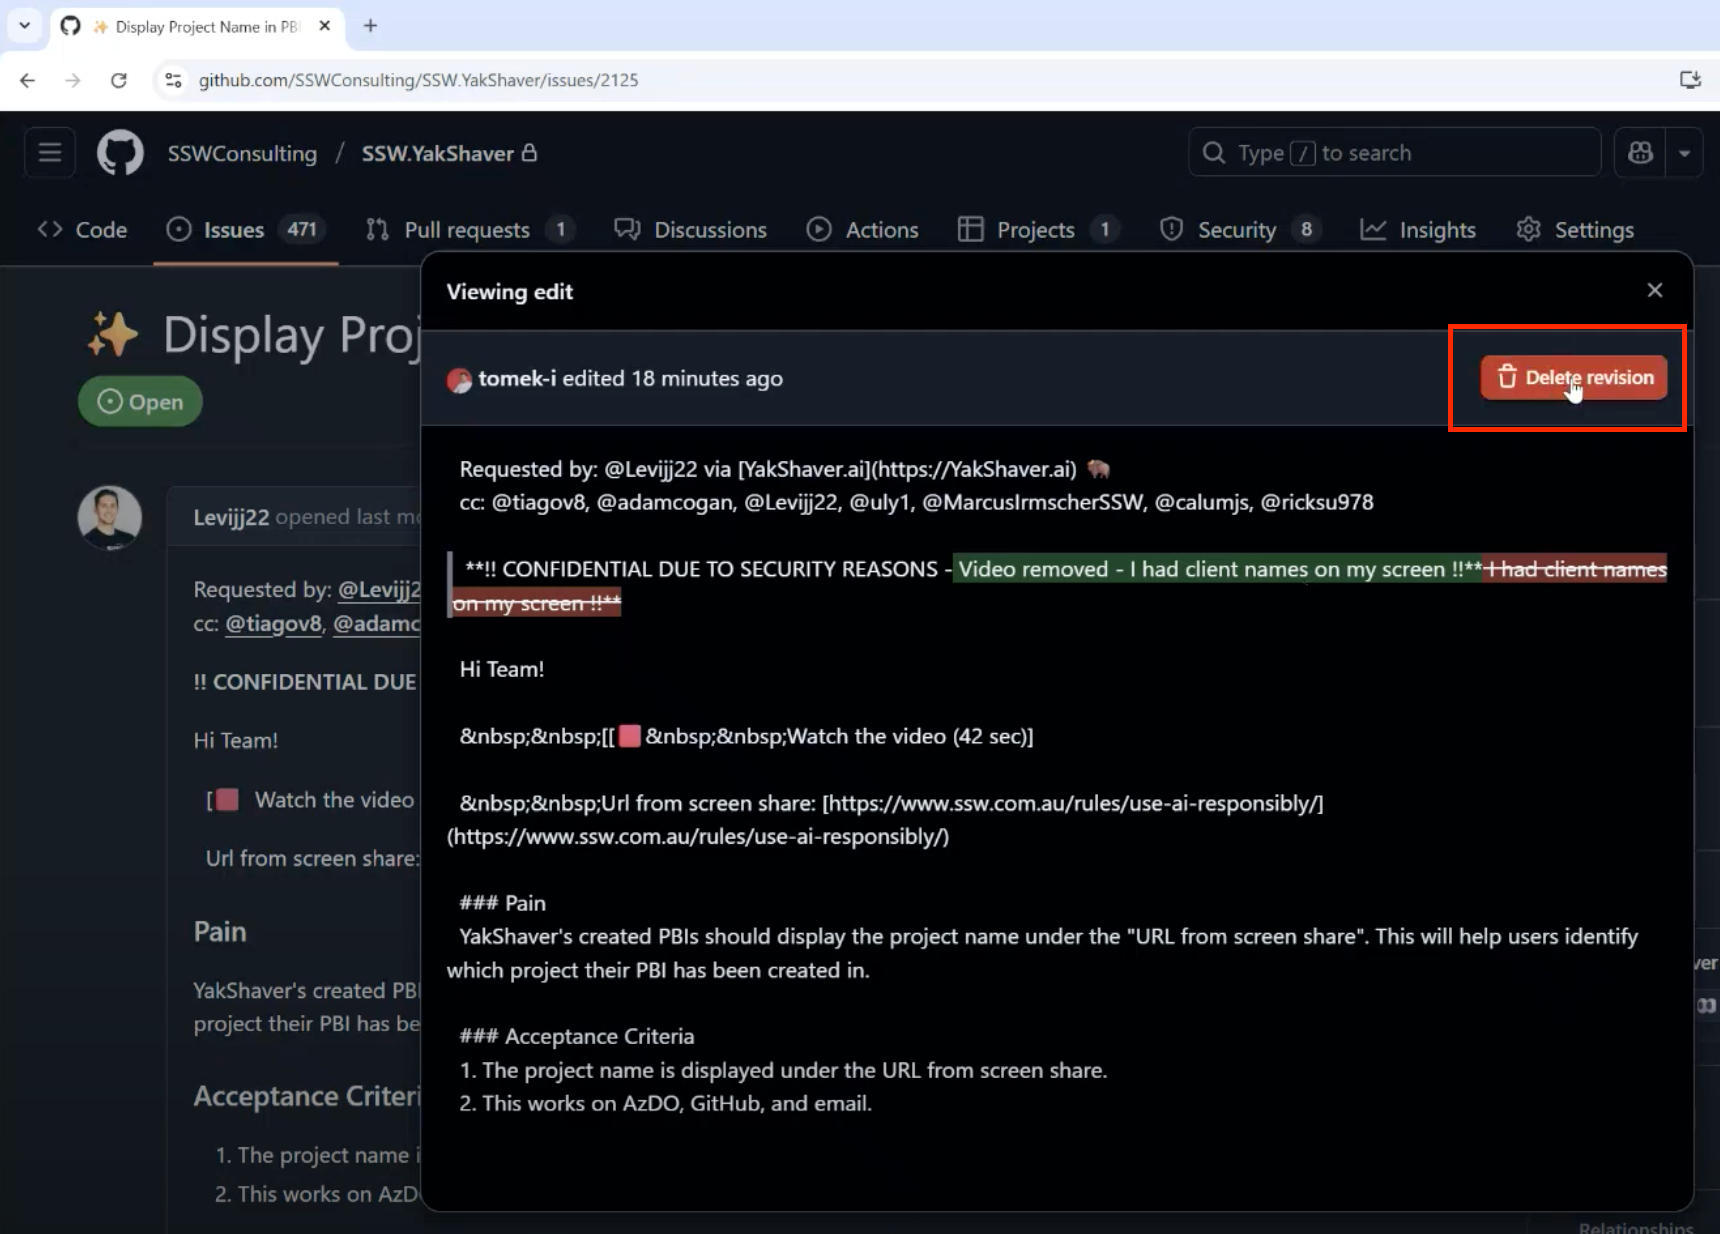 Display Project Name in PB
github.com/SSWConsulting/SSW.YakShaver/issues/2125
SSWConsulting / SSW.YakShaver
Type / to search
Code
Issues 471
Pull requests 1
Discussions
Actions
Projects 1
Security 8
Insights
Settings
Display Proj
Open
Levijj22 opened last mo
Requested by: @Levijj2
cc: @tiagov8, @adamc
!! CONFIDENTIAL DUE
Hi Team!
[🟥 Watch the video
Url from screen share:
Pain
YakShaver's created PBI
project their PBI has be
Acceptance Criteri
1. The project name i
2. This works on AzD
Viewing edit
tomek-i edited 18 minutes ago
Delete revision
Requested by: @Levijj22 via [YakShaver.ai](https://YakShaver.ai) 🐃
cc: @tiagov8, @adamcogan, @Levijj22, @uly1, @MarcusIrmscherSSW, @calumjs, @ricksu978
**!! CONFIDENTIAL DUE TO SECURITY REASONS - Video removed - I had client names on my screen !!** I had client names
on my screen !!**
Hi Team!
&nbsp;&nbsp;[[🟥&nbsp;&nbsp;Watch the video (42 sec)]
&nbsp;&nbsp;Url from screen share: [https://www.ssw.com.au/rules/use-ai-responsibly/]
(https://www.ssw.com.au/rules/use-ai-responsibly/)
### Pain
YakShaver's created PBIs should display the project name under the "URL from screen share". This will help users identify
which project their PBI has been created in.
### Acceptance Criteria
1. The project name is displayed under the URL from screen share.
2. This works on AzDO, GitHub, and email.
ver
Relationships